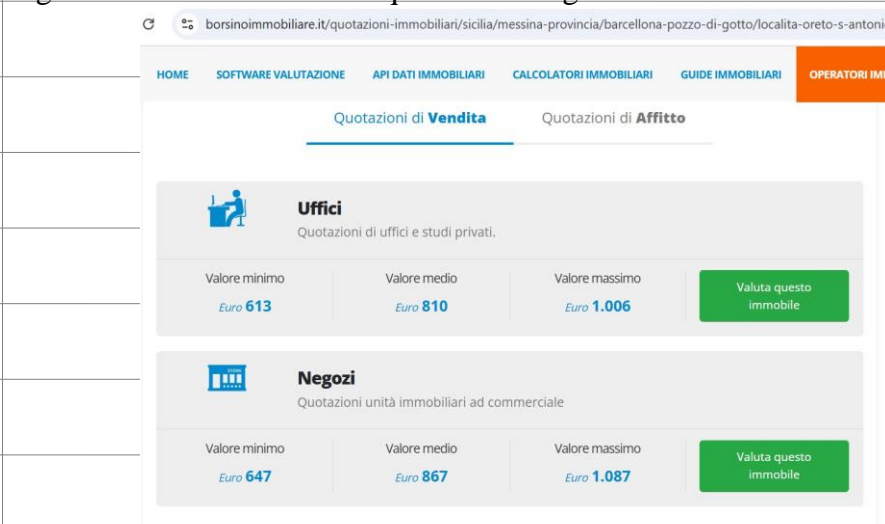 borsinoimmobiliare.it/quotazioni-immobiliari/sicilia/messina-provincia/barcellona-pozzo-di-gotto/localita-oreto-s-antoni
HOME SOFTWARE VALUTAZIONE API DATI IMMOBILIARI CALCOLATORI IMMOBILIARI GUIDE IMMOBILIARI OPERATORI
Quotazioni di Vendita Quotazioni di Affitto
Uffici
Quotazioni di uffici e studi privati.
Valore minimo Valore medio Valore massimo
Euro 613 Euro 810 Euro 1.006
Valuta questo
immobile
Negozi
Quotazioni unità immobiliari ad commerciale
Valore minimo Valore medio Valore massimo
Euro 647 Euro 867 Euro 1.087
Valuta questo
immobile